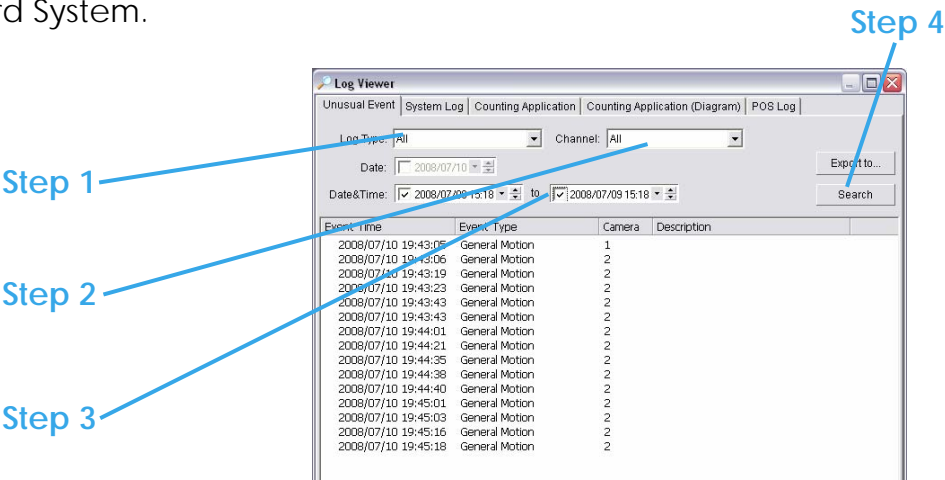 rd System.
Step 4
Log Viewer
Unusual Event System Log Counting Application Counting Application (Diagram) POS Log
Log Type: All Channel: All
Date: 2008/07/10 Export to...
Step 1
Date&Time: 2008/07/09 15:18 to 2008/07/09 15:18 Search
Event Time Event Type Camera Description
2008/07/10 19:43:05 General Motion 1
2008/07/10 19:43:06 General Motion 2
2008/07/10 19:43:19 General Motion 2
2008/07/10 19:43:23 General Motion 2
Step 2
2008/07/10 19:43:43 General Motion 2
2008/07/10 19:43:43 General Motion 2
2008/07/10 19:44:01 General Motion 2
2008/07/10 19:44:21 General Motion 2
2008/07/10 19:44:35 General Motion 2
2008/07/10 19:44:38 General Motion 2
2008/07/10 19:44:40 General Motion 2
2008/07/10 19:45:01 General Motion 2
2008/07/10 19:45:03 General Motion 2
Step 3
2008/07/10 19:45:16 General Motion 2
2008/07/10 19:45:18 General Motion 2